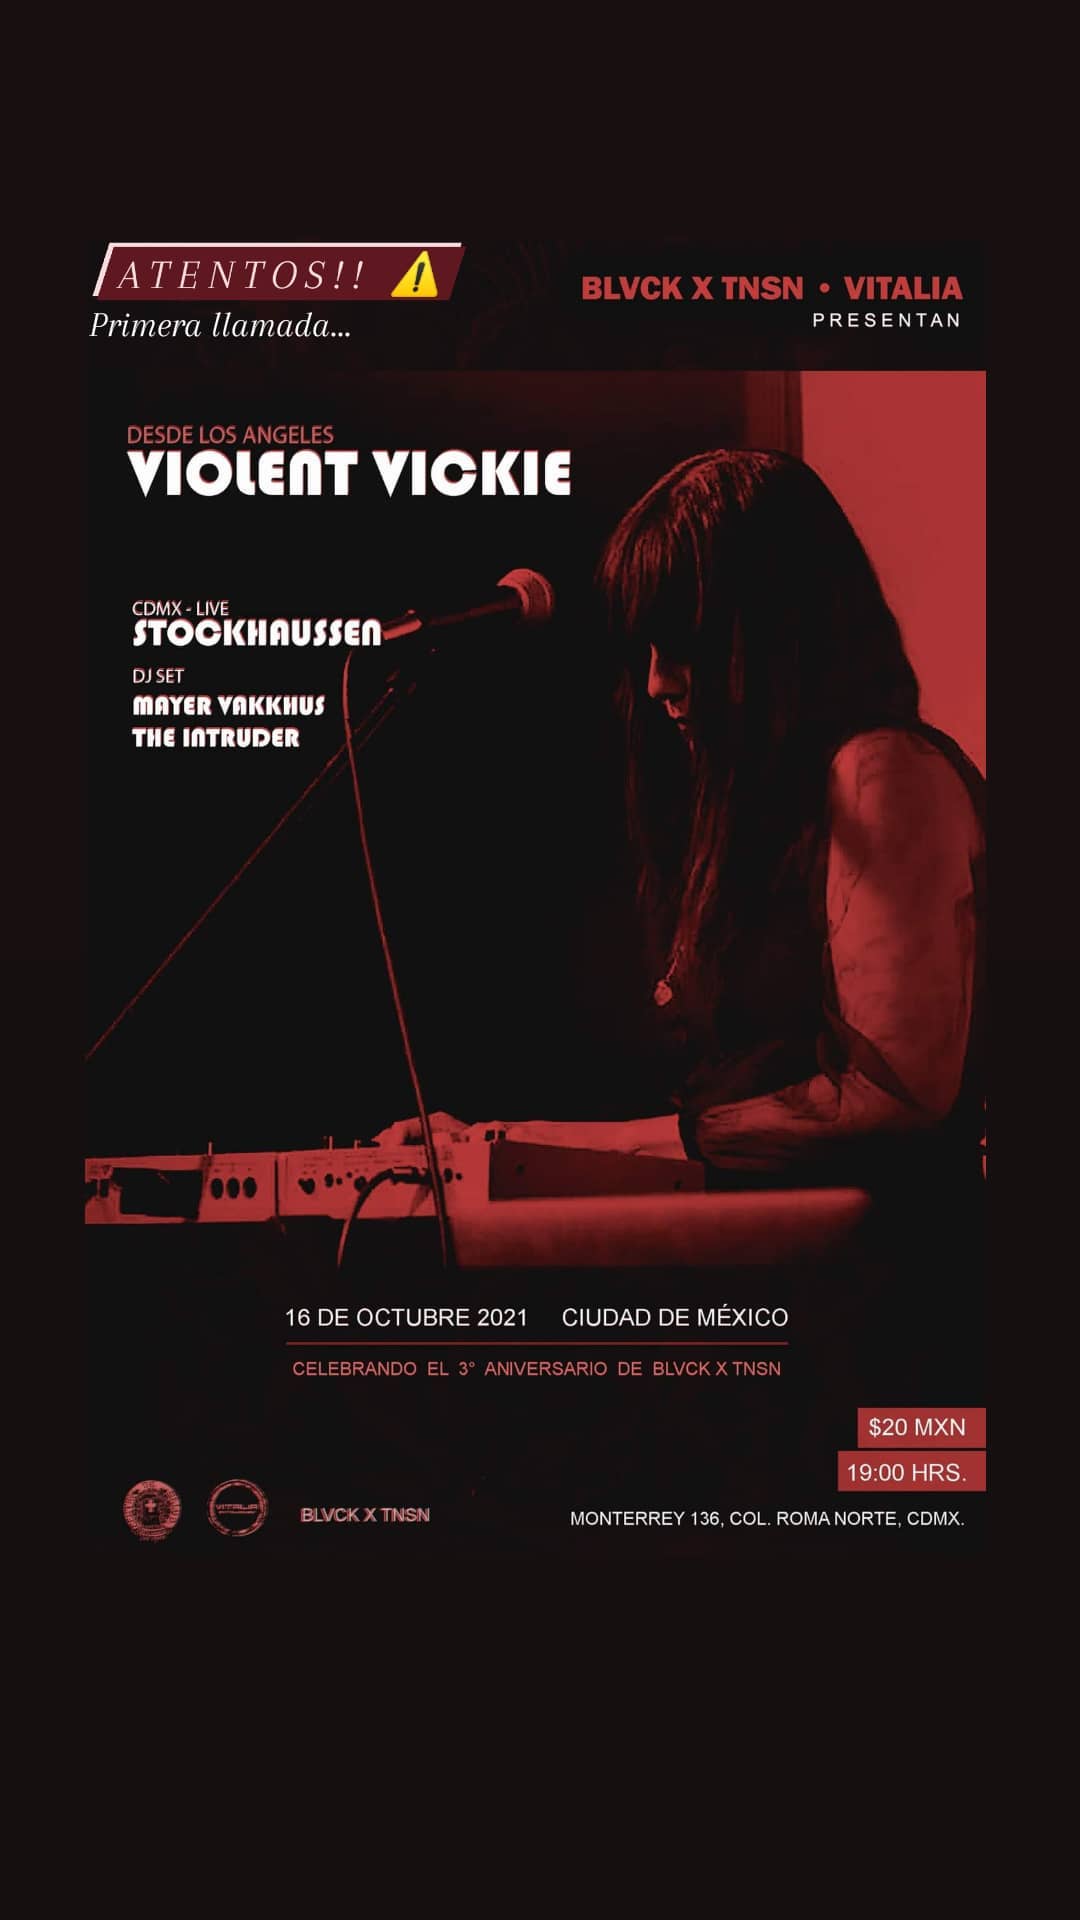 ATENTOS!! ⚠️
Primera llamada...
BLVCK X TNSN • VITALIA
PRESENTAN
DESDE LOS ANGELES
VIOLENT VICKIE
CDMX - LIVE
STOCKHAUSSEN
DJ SET
MAYER VAKKHUS
THE INTRUDER
16 DE OCTUBRE 2021 CIUDAD DE MÉXICO
CELEBRANDO EL 3° ANIVERSARIO DE BLVCK X TNSN
$20 MXN
19:00 HRS.
VITALIA
BLVCK X TNSN
MONTERREY 136, COL. ROMA NORTE, CDMX.